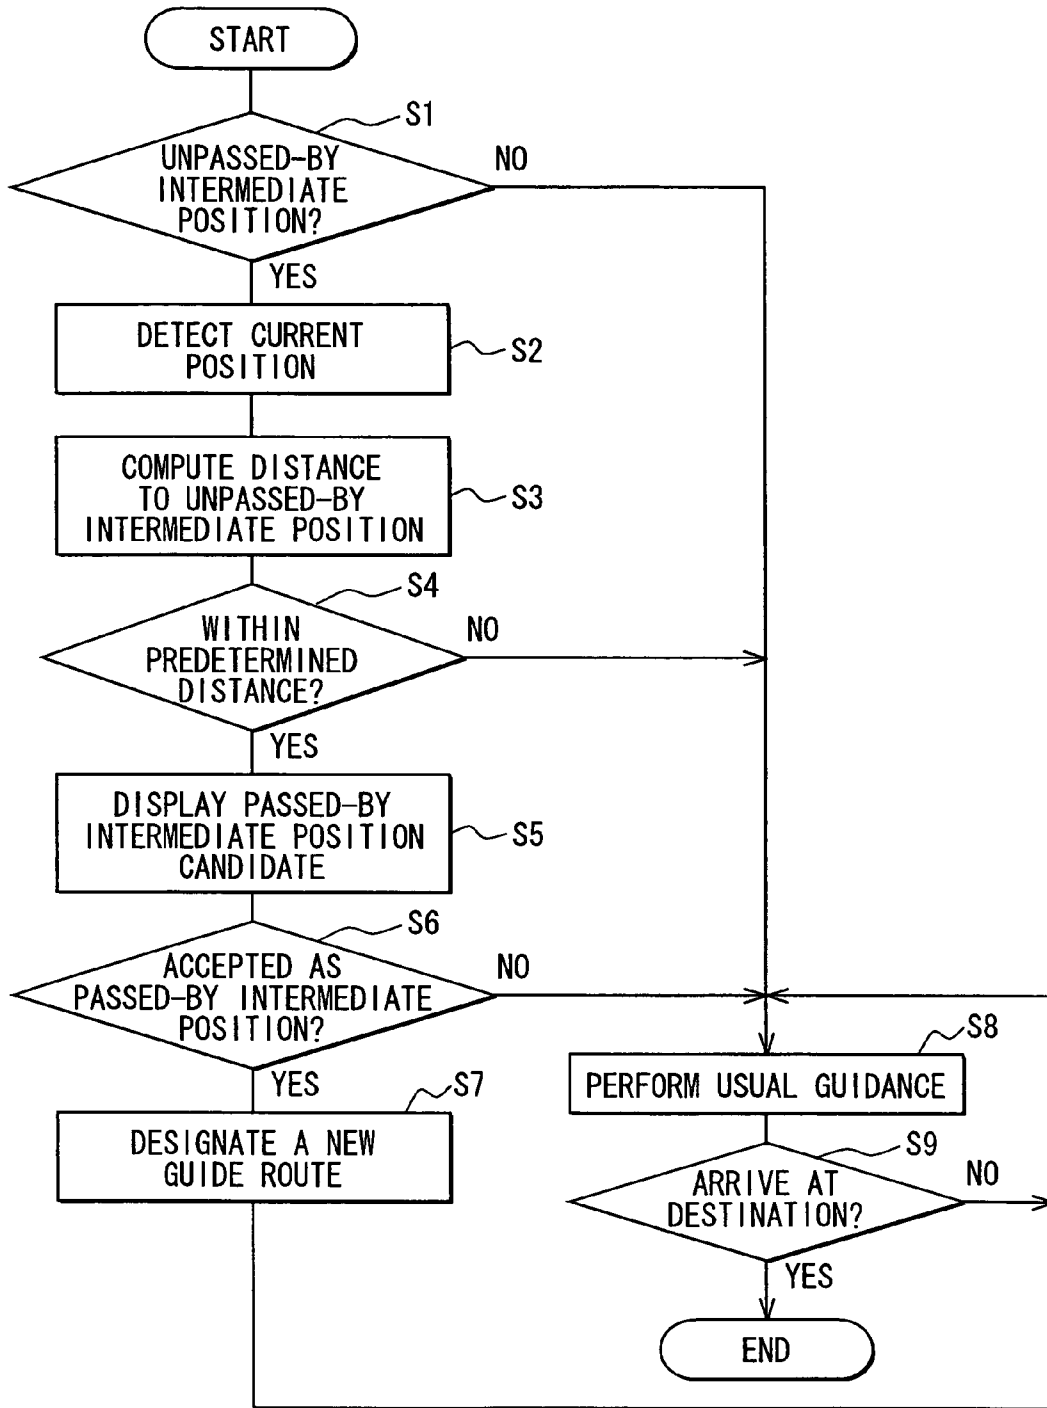 START
S1
UNPASSED-BY
INTERMEDIATE
POSITION?
NO
YES
DETECT CURRENT
POSITION
S2
COMPUTE DISTANCE
TO UNPASSED-BY
INTERMEDIATE POSITION
S3
S4
WITHIN
PREDETERMINED
DISTANCE?
NO
YES
DISPLAY PASSED-BY
INTERMEDIATE POSITION
CANDIDATE
S5
S6
ACCEPTED AS
PASSED-BY INTERMEDIATE
POSITION?
NO
YES
S7
DESIGNATE A NEW
GUIDE ROUTE
S8
PERFORM USUAL GUIDANCE
S9
ARRIVE AT
DESTINATION?
NO
YES
END